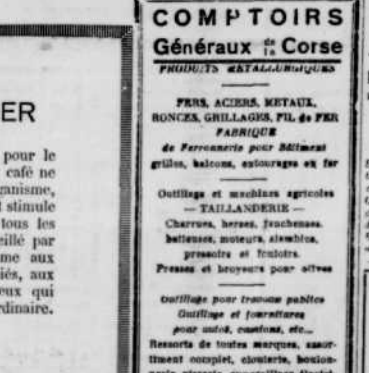 ER
pour le
café ne
ganisme,
stimule
tous les
eillé par
me aux
iés, aux
eux qui
rdinaire.
COMPTOIRS
Généraux de la Corse
PRODUITS METALLURGIQUES
FERS, ACIERS, METAUX,
RONCES, GRILLAGES, FIL de FER
FABRIQUE
de Ferronnerie pour Bâtiment
grilles, balcons, entourages en fer
Outillage et machines agricoles
— TAILLANDERIE —
Charrues, herses, faucheuses,
batteuses, moteurs, alambics,
pressoirs et fouloirs.
Presses et broyeurs pour olives
Outillage pour travaux publics
Outillage et fournitures
pour autos, camions, etc...
Ressorts de toutes marques, assor-
timent complet, clouterie, boulon-